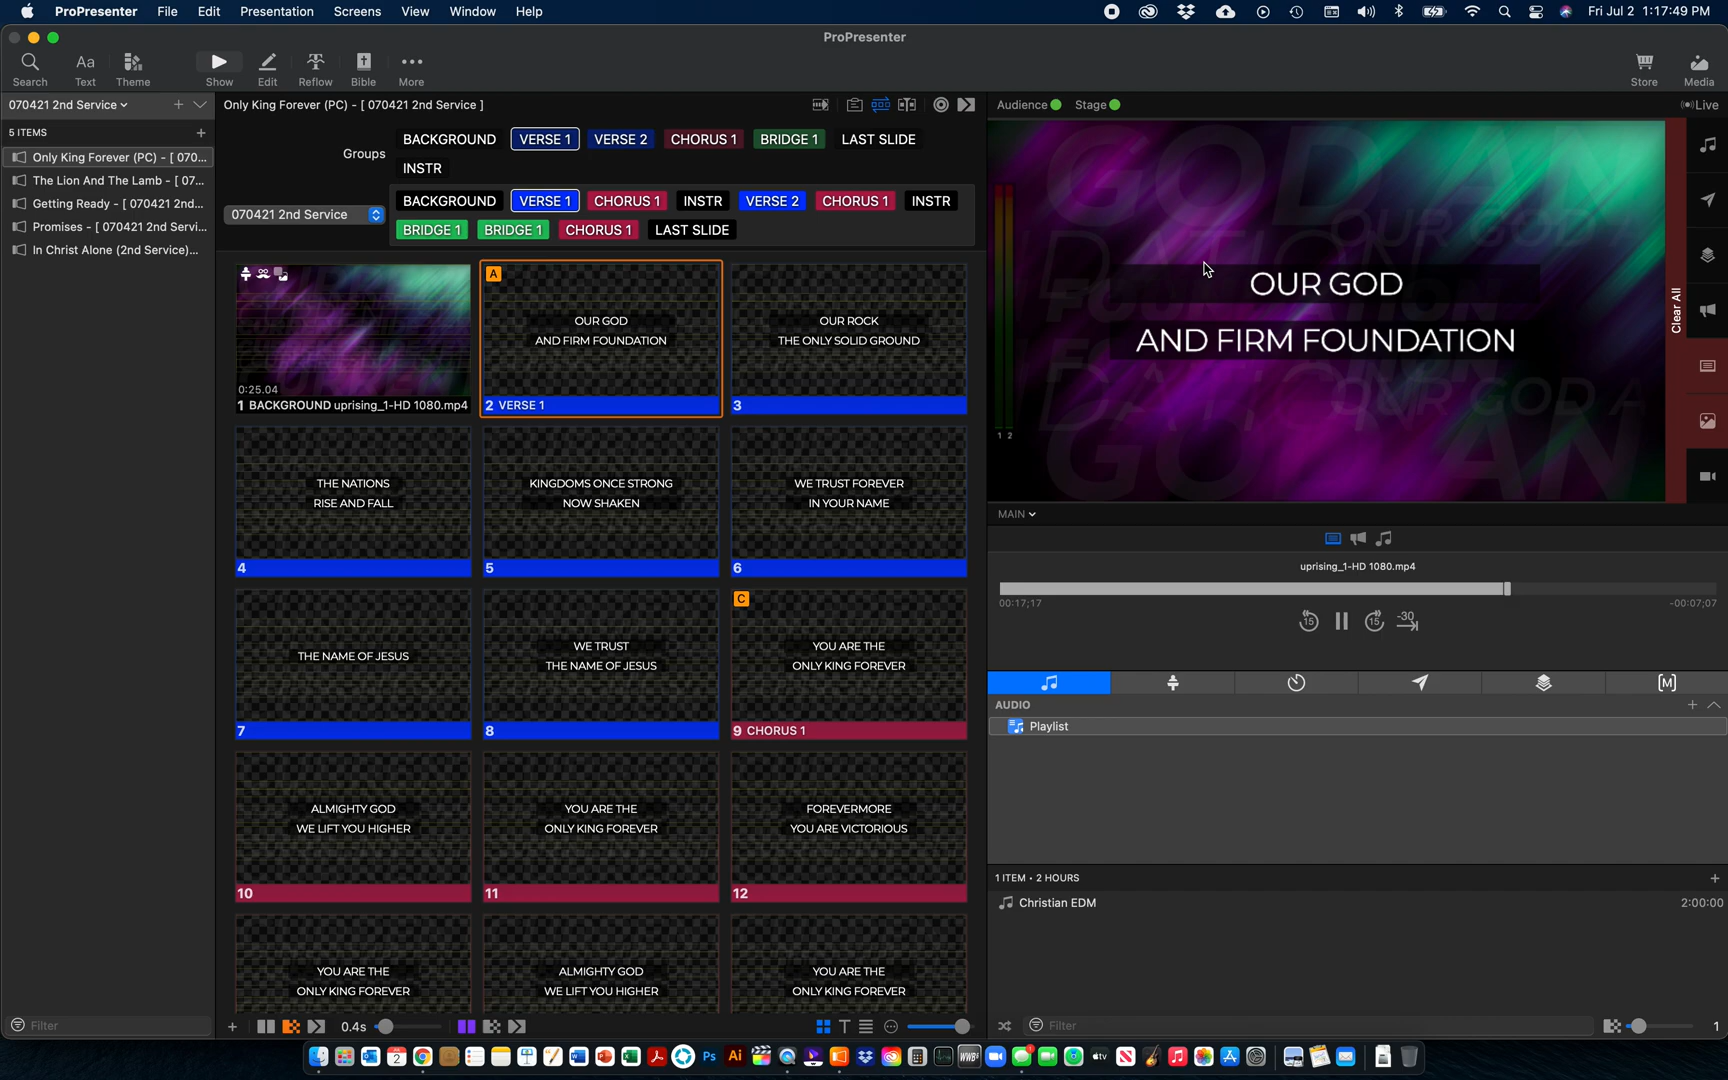 ProPresenter File Edit Presentation Screens View Window Help Fri Jul 2 1:17:49 PM
ProPresenter
Search Text Theme Show Edit Reflow Bible More Store Media
070421 2nd Service
Only King Forever (PC) - [ 070421 2nd Service ]
Audience Stage Live
5 ITEMS
Only King Forever (PC) - [ 070...
The Lion And The Lamb - [ 07...
Getting Ready - [ 070421 2nd...
Promises - [ 070421 2nd Servi...
In Christ Alone (2nd Service)...
Filter
Groups
BACKGROUND VERSE 1 VERSE 2 CHORUS 1 BRIDGE 1 LAST SLIDE
INSTR
070421 2nd Service
BACKGROUND VERSE 1 CHORUS 1 INSTR VERSE 2 CHORUS 1 INSTR
BRIDGE 1 BRIDGE 1 CHORUS 1 LAST SLIDE
0:25.04
1 BACKGROUND uprising_1-HD 1080.mp4
A
OUR GOD
AND FIRM FOUNDATION
2 VERSE 1
OUR ROCK
THE ONLY SOLID GROUND
3
THE NATIONS
RISE AND FALL
4
KINGDOMS ONCE STRONG
NOW SHAKEN
5
WE TRUST FOREVER
IN YOUR NAME
6
THE NAME OF JESUS
7
WE TRUST
THE NAME OF JESUS
8
C
YOU ARE THE
ONLY KING FOREVER
9 CHORUS 1
ALMIGHTY GOD
WE LIFT YOU HIGHER
10
YOU ARE THE
ONLY KING FOREVER
11
FOREVERMORE
YOU ARE VICTORIOUS
12
YOU ARE THE
ONLY KING FOREVER
ALMIGHTY GOD
WE LIFT YOU HIGHER
YOU ARE THE
ONLY KING FOREVER
0.4s
OUR GOD
AND FIRM FOUNDATION
1 2
Clear All
MAIN
uprising_1-HD 1080.mp4
00:17;17 -00:07;07
15 15 -30
AUDIO
Playlist
1 ITEM • 2 HOURS
Christian EDM 2:00:00
Filter
1